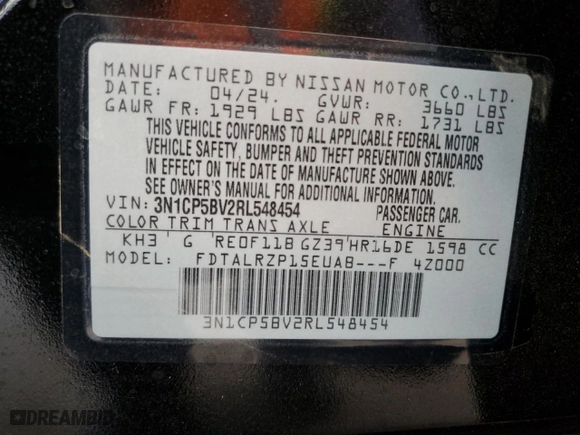 MANUFACTURED BY NISSAN MOTOR CO.,LTD.
DATE: 04/24. GVWR: 3660 LBS
GAWR FR: 1929 LBS GAWR RR: 1731 LBS
THIS VEHICLE CONFORMS TO ALL APPLICABLE FEDERAL MOTOR
VEHICLE SAFETY, BUMPER AND THEFT PREVENTION STANDARDS
IN EFFECT ON THE DATE OF MANUFACTURE SHOWN ABOVE.
SEE OWNER'S MANUAL FOR ADDITIONAL INFORMATION.
VIN: 3N1CP5BV2RL548454 PASSENGER CAR.
COLOR TRIM TRANS AXLE ENGINE
KH3 G RE0F11B GZ39 HR16DE 1598 CC
MODEL: FDTALRZP15EUA8---F 4Z000
3N1CP5BV2RL548454
DREAMBID